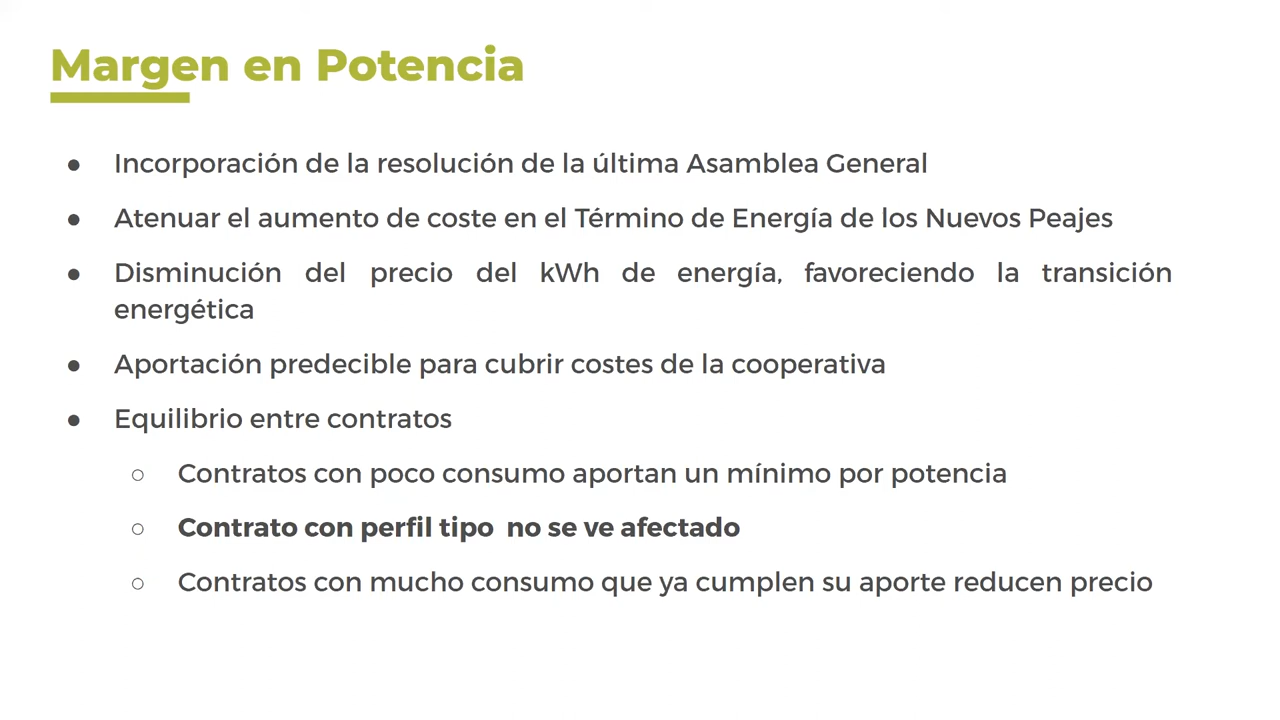 Margen en Potencia
● Incorporación de la resolución de la última Asamblea General
● Atenuar el aumento de coste en el Término de Energía de los Nuevos Peajes
● Disminución del precio del kWh de energía, favoreciendo la transición
energética
● Aportación predecible para cubrir costes de la cooperativa
● Equilibrio entre contratos
○ Contratos con poco consumo aportan un mínimo por potencia
○ Contrato con perfil tipo  no se ve afectado
○ Contratos con mucho consumo que ya cumplen su aporte reducen precio